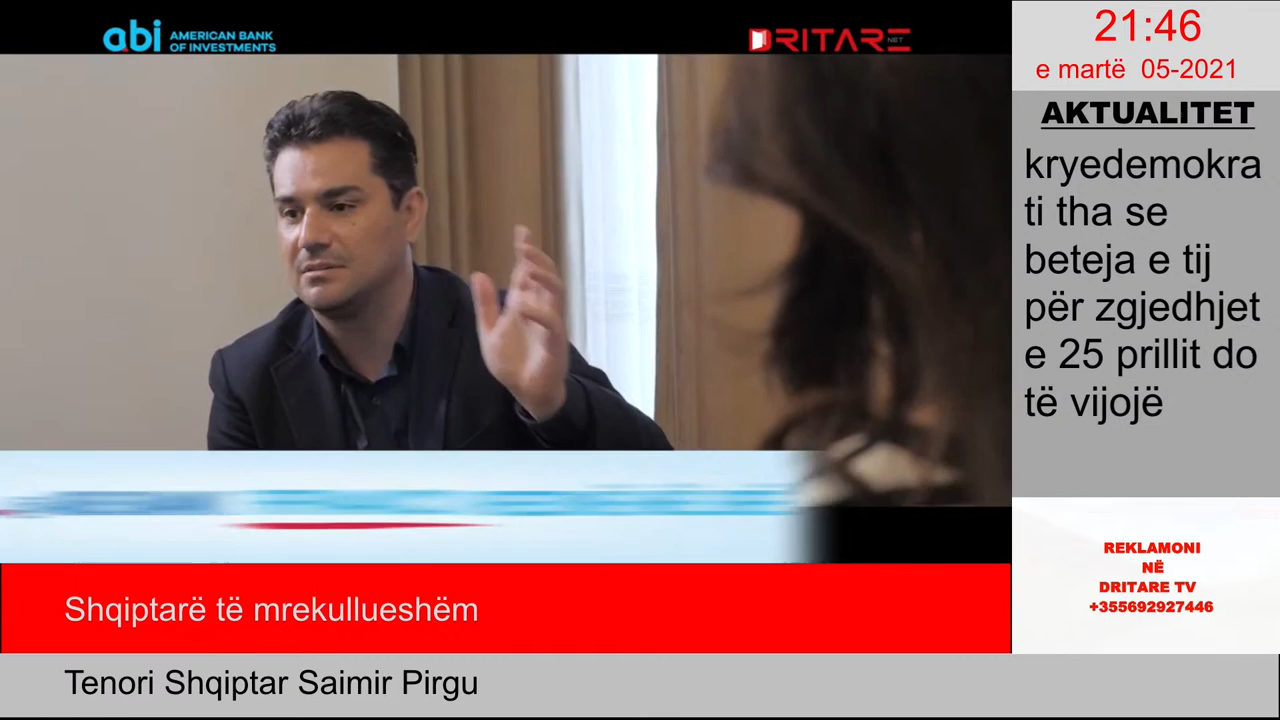 abi AMERICAN BANK
OF INVESTMENTS
DRITARE
NET
21:46
e martë 05-2021
AKTUALITET
kryedemokra
ti tha se
beteja e tij
për zgjedhjet
e 25 prillit do
të vijojë
REKLAMONI
NË
DRITARE TV
+355692927446
Shqiptarë të mrekullueshëm
Tenori Shqiptar Saimir Pirgu